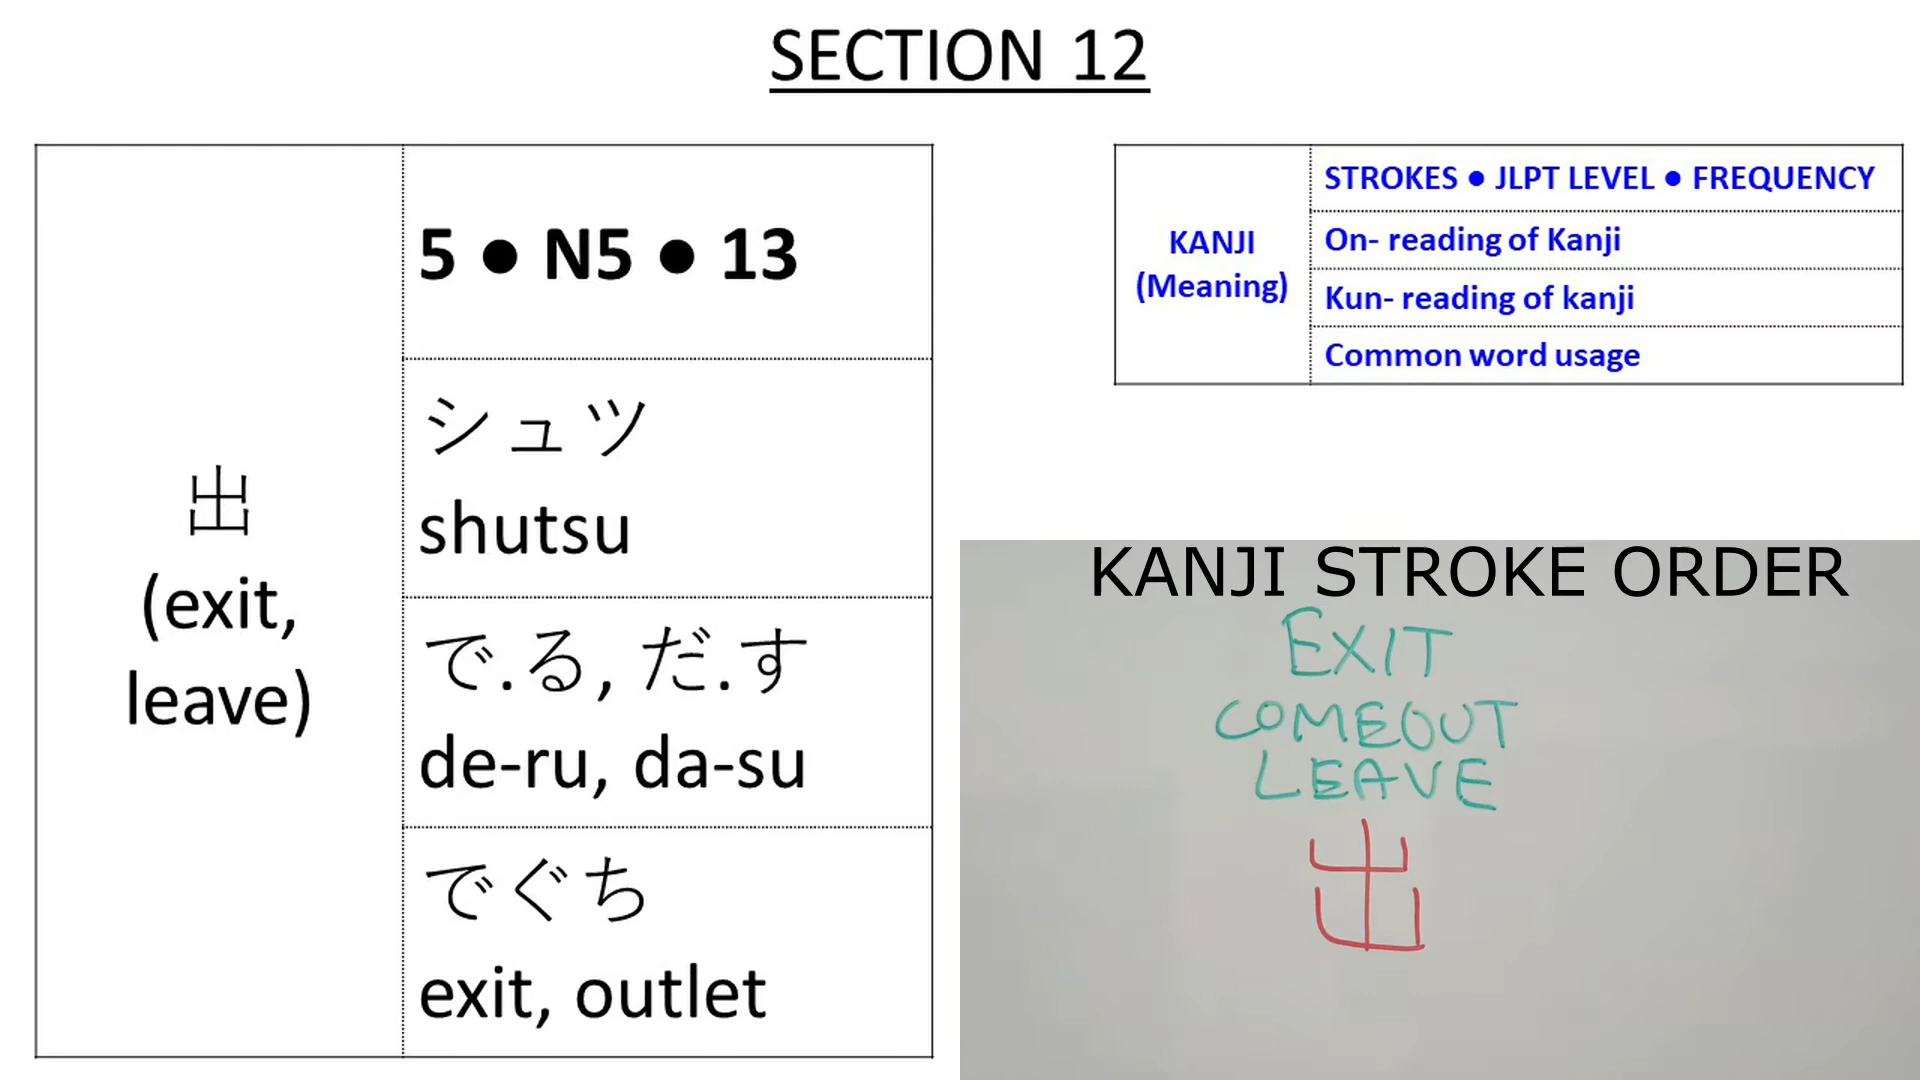 SECTION 12
出
(exit,
leave)
5 ● N5 ● 13
シュツ
shutsu
で.る, だ.す
de-ru, da-su
でぐち
exit, outlet
KANJI
(Meaning)
STROKES ● JLPT LEVEL ● FREQUENCY
On- reading of Kanji
Kun- reading of kanji
Common word usage
KANJI STROKE ORDER
EXIT
COMEOUT
LEAVE
出